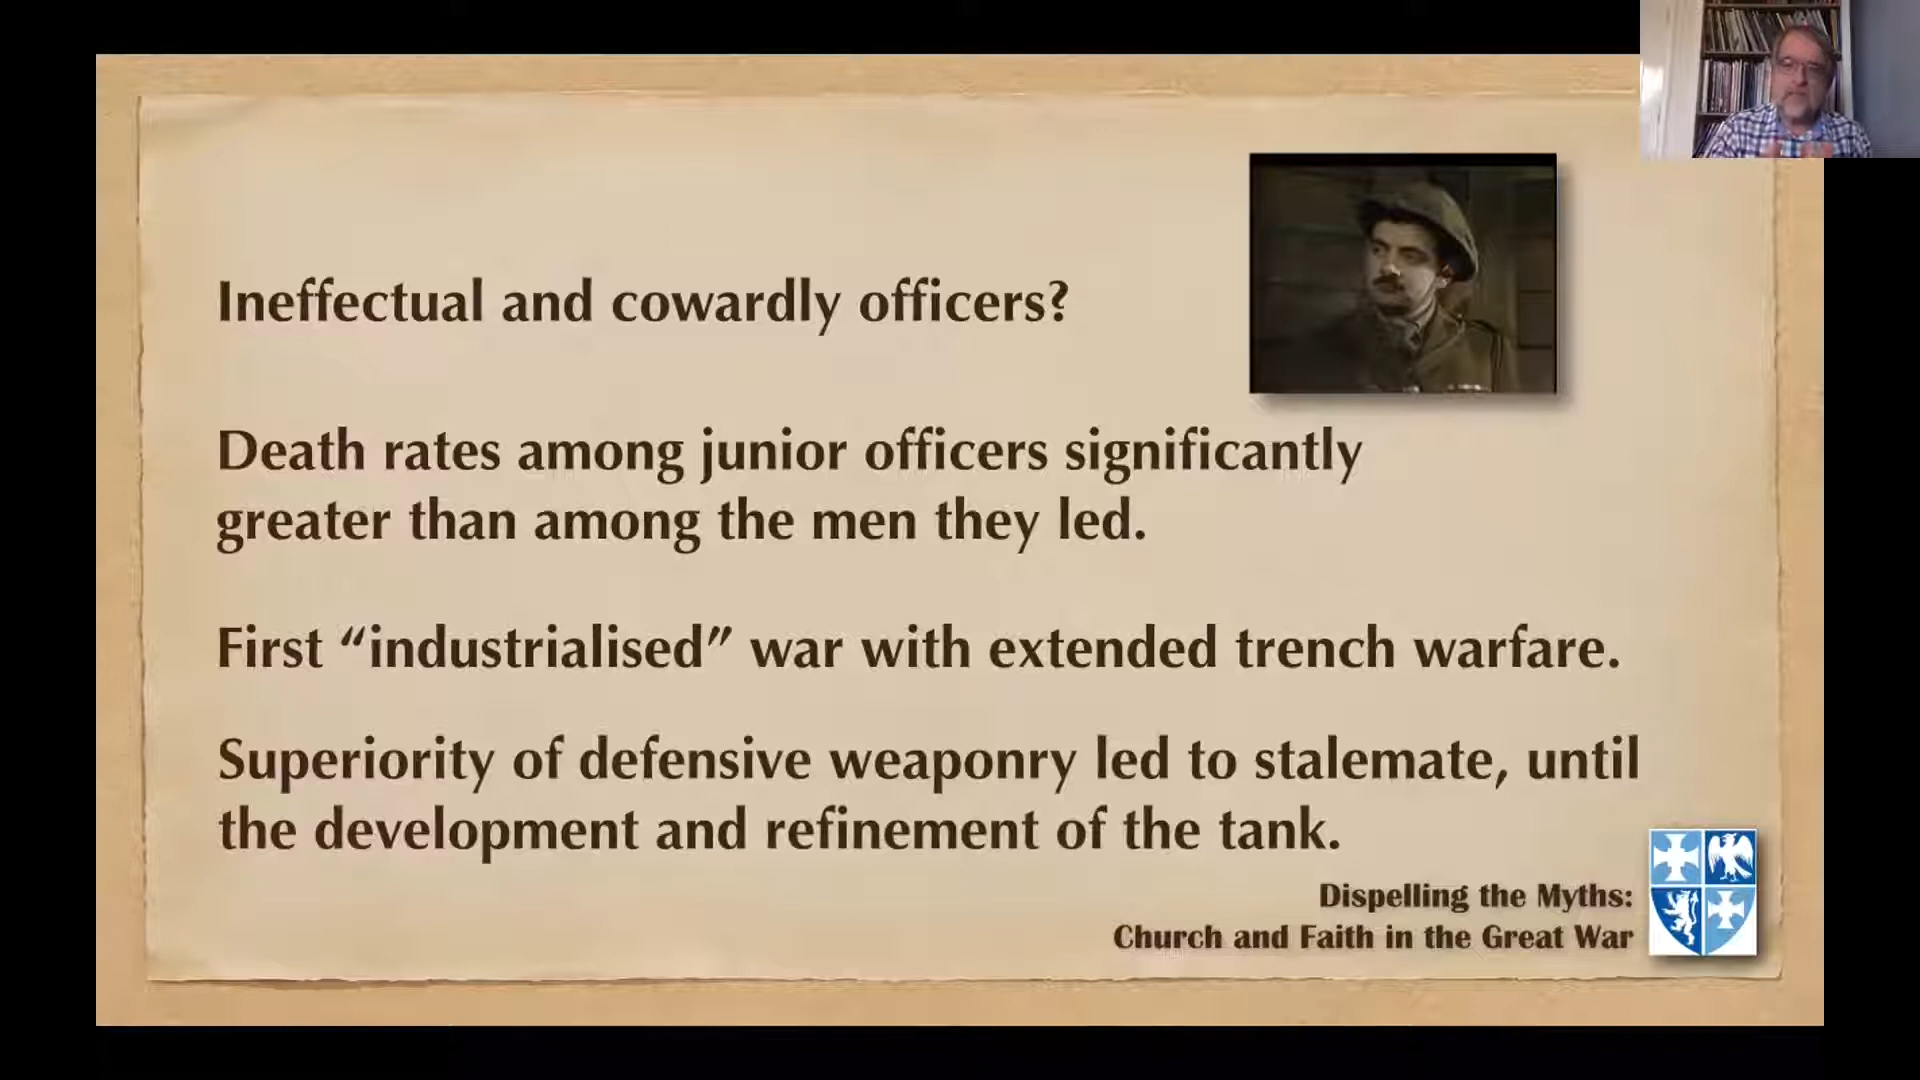 Ineffectual and cowardly officers?
Death rates among junior officers significantly
greater than among the men they led.
First “industrialised” war with extended trench warfare.
Superiority of defensive weaponry led to stalemate, until
the development and refinement of the tank.
Dispelling the Myths:
Church and Faith in the Great War